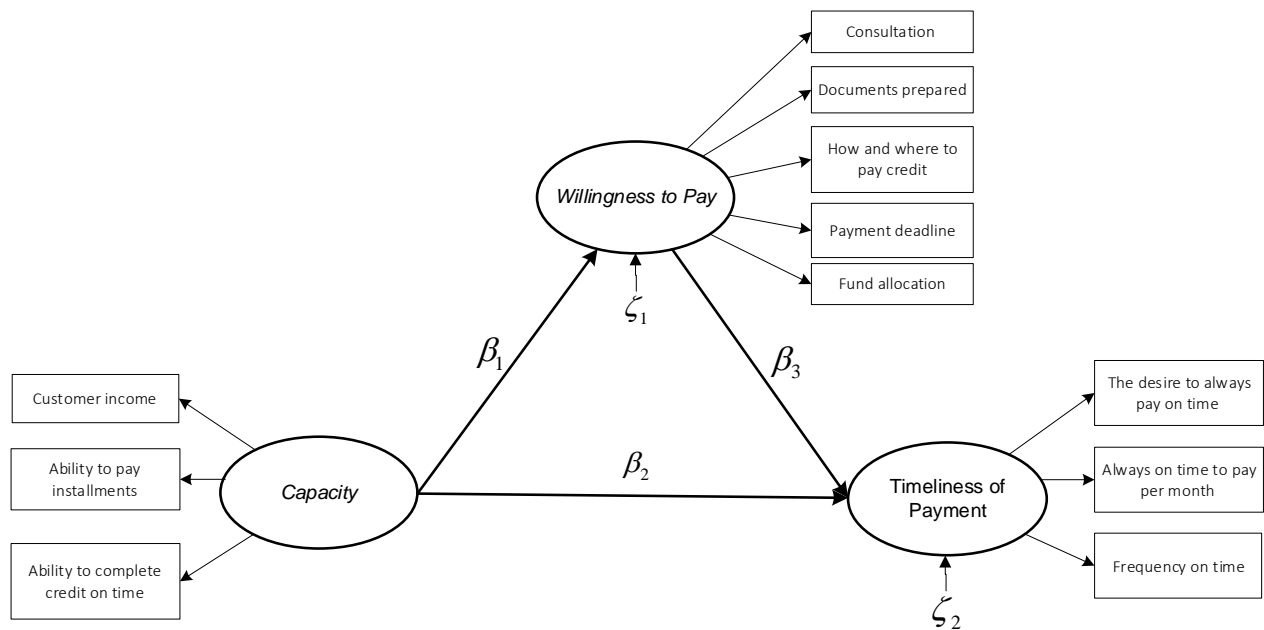 Consultation
Documents prepared
How and where to
pay credit
Payment deadline
Fund allocation
Willingness to Pay
ζ1
β1
β3
β2
Customer income
Ability to pay
installments
Ability to complete
credit on time
Capacity
Timeliness of
Payment
ζ2
The desire to always
pay on time
Always on time to pay
per month
Frequency on time